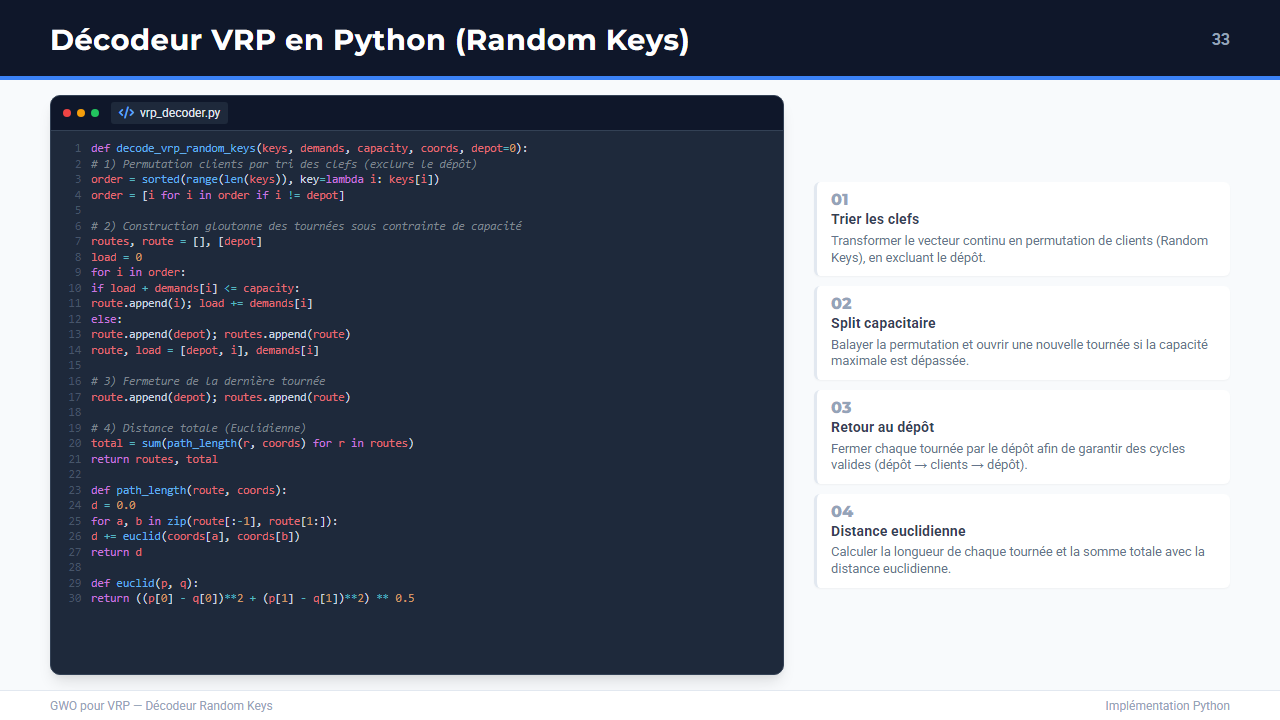 Décodeur VRP en Python (Random Keys)
33
</> vrp_decoder.py
1 def decode_vrp_random_keys(keys, demands, capacity, coords, depot=0):
2 # 1) Permutation clients par tri des clefs (exclure le dépôt)
3 order = sorted(range(len(keys)), key=lambda i: keys[i])
4 order = [i for i in order if i != depot]
5
6 # 2) Construction gloutonne des tournées sous contrainte de capacité
7 routes, route = [], [depot]
8 load = 0
9 for i in order:
10 if load + demands[i] <= capacity:
11 route.append(i); load += demands[i]
12 else:
13 route.append(depot); routes.append(route)
14 route, load = [depot, i], demands[i]
15
16 # 3) Fermeture de la dernière tournée
17 route.append(depot); routes.append(route)
18
19 # 4) Distance totale (Euclidienne)
20 total = sum(path_length(r, coords) for r in routes)
21 return routes, total
22
23 def path_length(route, coords):
24 d = 0.0
25 for a, b in zip(route[:-1], route[1:]):
26 d += euclid(coords[a], coords[b])
27 return d
28
29 def euclid(p, q):
30 return ((p[0] - q[0])**2 + (p[1] - q[1])**2) ** 0.5
01
Trier les clefs
Transformer le vecteur continu en permutation de clients (Random
Keys), en excluant le dépôt.
02
Split capacitaire
Balayer la permutation et ouvrir une nouvelle tournée si la capacité
maximale est dépassée.
03
Retour au dépôt
Fermer chaque tournée par le dépôt afin de garantir des cycles
valides (dépôt → clients → dépôt).
04
Distance euclidienne
Calculer la longueur de chaque tournée et la somme totale avec la
distance euclidienne.
GWO pour VRP — Décodeur Random Keys
Implémentation Python